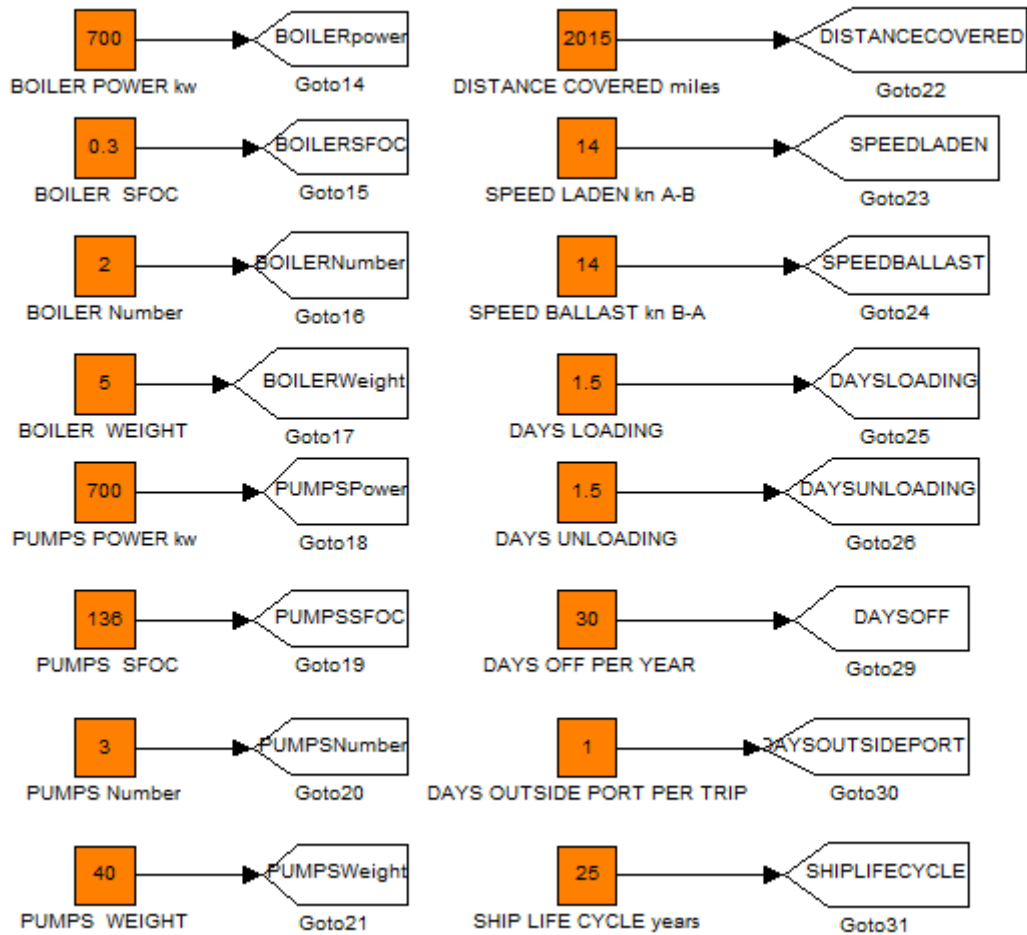 700
BOILERpower
BOILER POWER kw
Goto14
0.3
BOILERSFOC
BOILER  SFOC
Goto15
2
BOILERNumber
BOILER Number
Goto16
5
BOILERWeight
BOILER  WEIGHT
Goto17
700
PUMPSPower
PUMPS POWER kw
Goto18
136
PUMPSSFOC
PUMPS  SFOC
Goto19
3
PUMPSNumber
PUMPS Number
Goto20
40
PUMPSWeight
PUMPS  WEIGHT
Goto21
2015
DISTANCECOVERED
DISTANCE COVERED miles
Goto22
14
SPEEDLADEN
SPEED LADEN kn A-B
Goto23
14
SPEEDBALLAST
SPEED BALLAST kn B-A
Goto24
1.5
DAYSLOADING
DAYS LOADING
Goto25
1.5
DAYSUNLOADING
DAYS UNLOADING
Goto26
30
DAYSOFF
DAYS OFF PER YEAR
Goto29
1
DAYSOUTSIDEPORT
DAYS OUTSIDE PORT PER TRIP
Goto30
25
SHIPLIFECYCLE
SHIP LIFE CYCLE years
Goto31